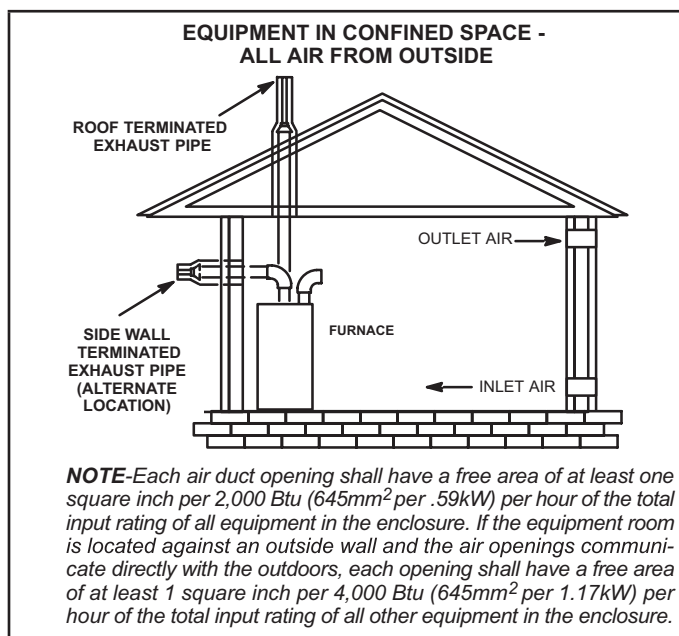 EQUIPMENT IN CONFINED SPACE -
ALL AIR FROM OUTSIDE
ROOF TERMINATED
EXHAUST PIPE
OUTLET AIR
SIDE WALL
TERMINATED
EXHAUST PIPE
(ALTERNATE
LOCATION)
FURNACE
INLET AIR
NOTE-Each air duct opening shall have a free area of at least one
square inch per 2,000 Btu (645mm² per .59kW) per hour of the total
input rating of all equipment in the enclosure. If the equipment room
is located against an outside wall and the air openings communi-
cate directly with the outdoors, each opening shall have a free area
of at least 1 square inch per 4,000 Btu (645mm² per 1.17kW) per
hour of the total input rating of all other equipment in the enclosure.